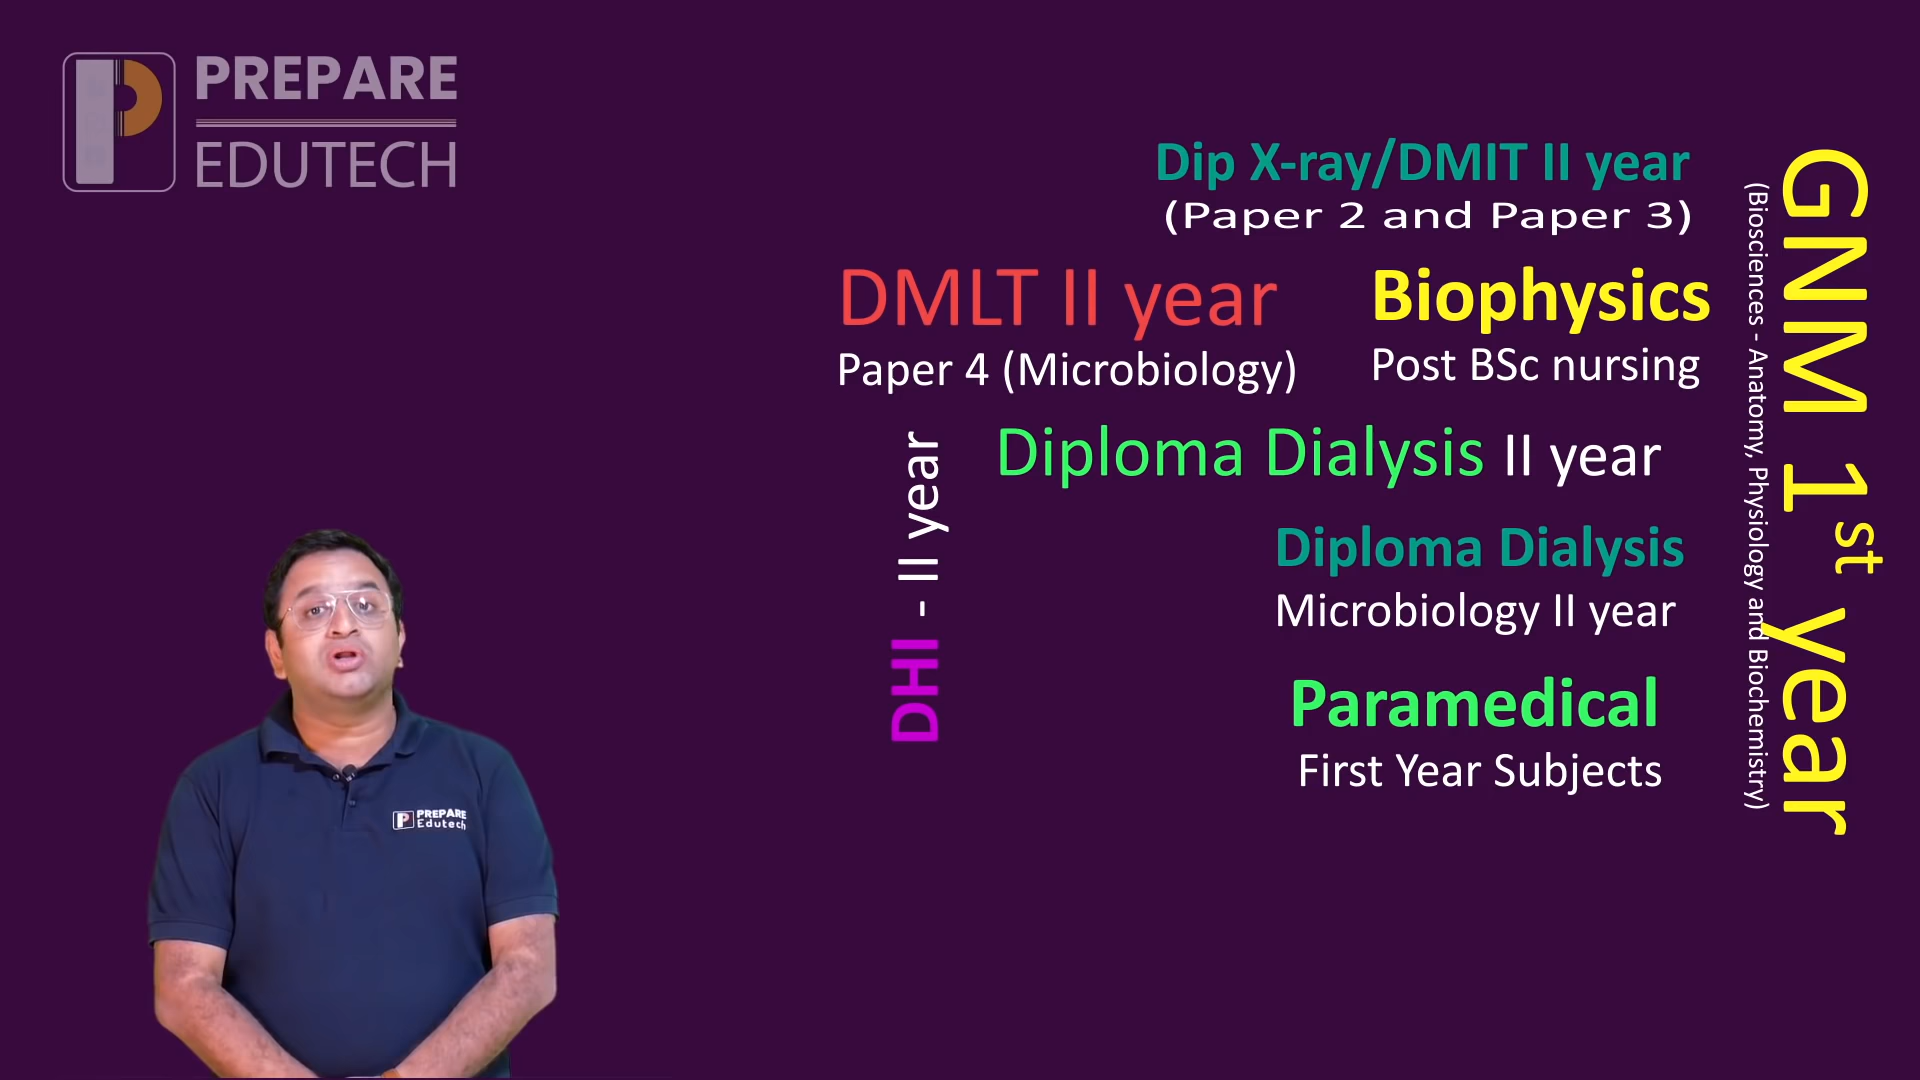 PREPARE
EDUTECH
Dip X-ray/DMIT II year
(Paper 2 and Paper 3)
DMLT II year
Paper 4 (Microbiology)
Biophysics
Post BSc nursing
Diploma Dialysis II year
DHI - II year
Diploma Dialysis
Microbiology II year
Paramedical
First Year Subjects
GNM 1st year
(Biosciences - Anatomy, Physiology and Biochemistry)
PREPARE
Edutech